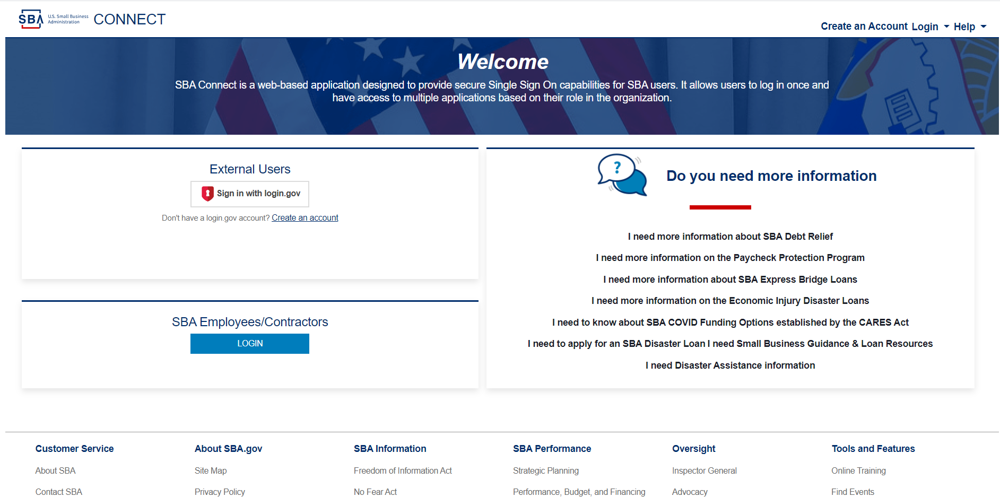 SBA U.S. Small Business
Administration
CONNECT
Create an Account Login Help
Welcome
SBA Connect is a web-based application designed to provide secure Single Sign On capabilities for SBA users. It allows users to log in once and
have access to multiple applications based on their role in the organization.
External Users
Sign in with login.gov
Don't have a login.gov account? Create an account
SBA Employees/Contractors
LOGIN
?
Do you need more information
I need more information about SBA Debt Relief
I need more information on the Paycheck Protection Program
I need more information about SBA Express Bridge Loans
I need more information on the Economic Injury Disaster Loans
I need to know about SBA COVID Funding Options established by the CARES Act
I need to apply for an SBA Disaster Loan I need Small Business Guidance & Loan Resources
I need Disaster Assistance information
Customer Service
About SBA
Contact SBA
About SBA.gov
Site Map
Privacy Policy
SBA Information
Freedom of Information Act
No Fear Act
SBA Performance
Strategic Planning
Performance, Budget, and Financing
Oversight
Inspector General
Advocacy
Tools and Features
Online Training
Find Events